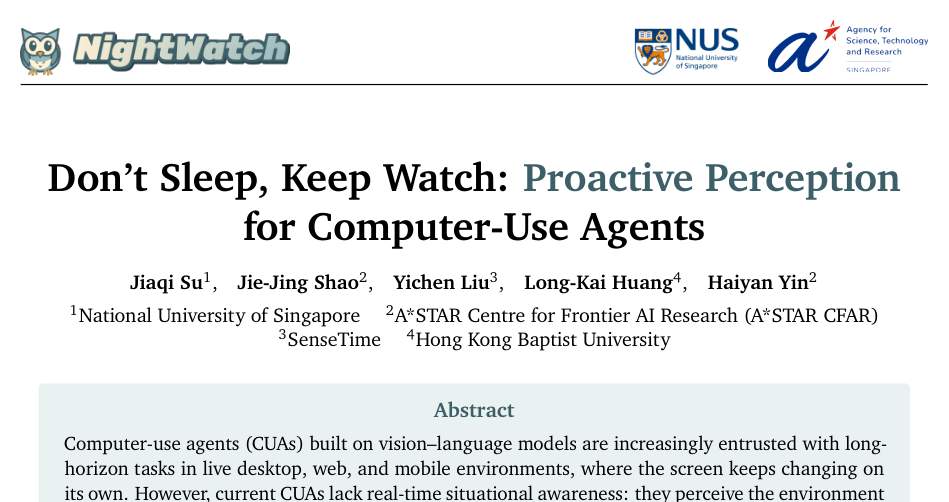 NightWatch
NUS
National University
of Singapore
Agency for
Science, Technology
and Research
SINGAPORE
Don’t Sleep, Keep Watch: Proactive Perception
for Computer-Use Agents
Jiaqi Su1, Jie-Jing Shao2, Yichen Liu3, Long-Kai Huang4, Haiyan Yin2
1National University of Singapore 2A*STAR Centre for Frontier AI Research (A*STAR CFAR)
3SenseTime 4Hong Kong Baptist University
Abstract
Computer-use agents (CUAs) built on vision–language models are increasingly entrusted with long-
horizon tasks in live desktop, web, and mobile environments, where the screen keeps changing on
its own. However, current CUAs lack real-time situational awareness: they perceive the environment